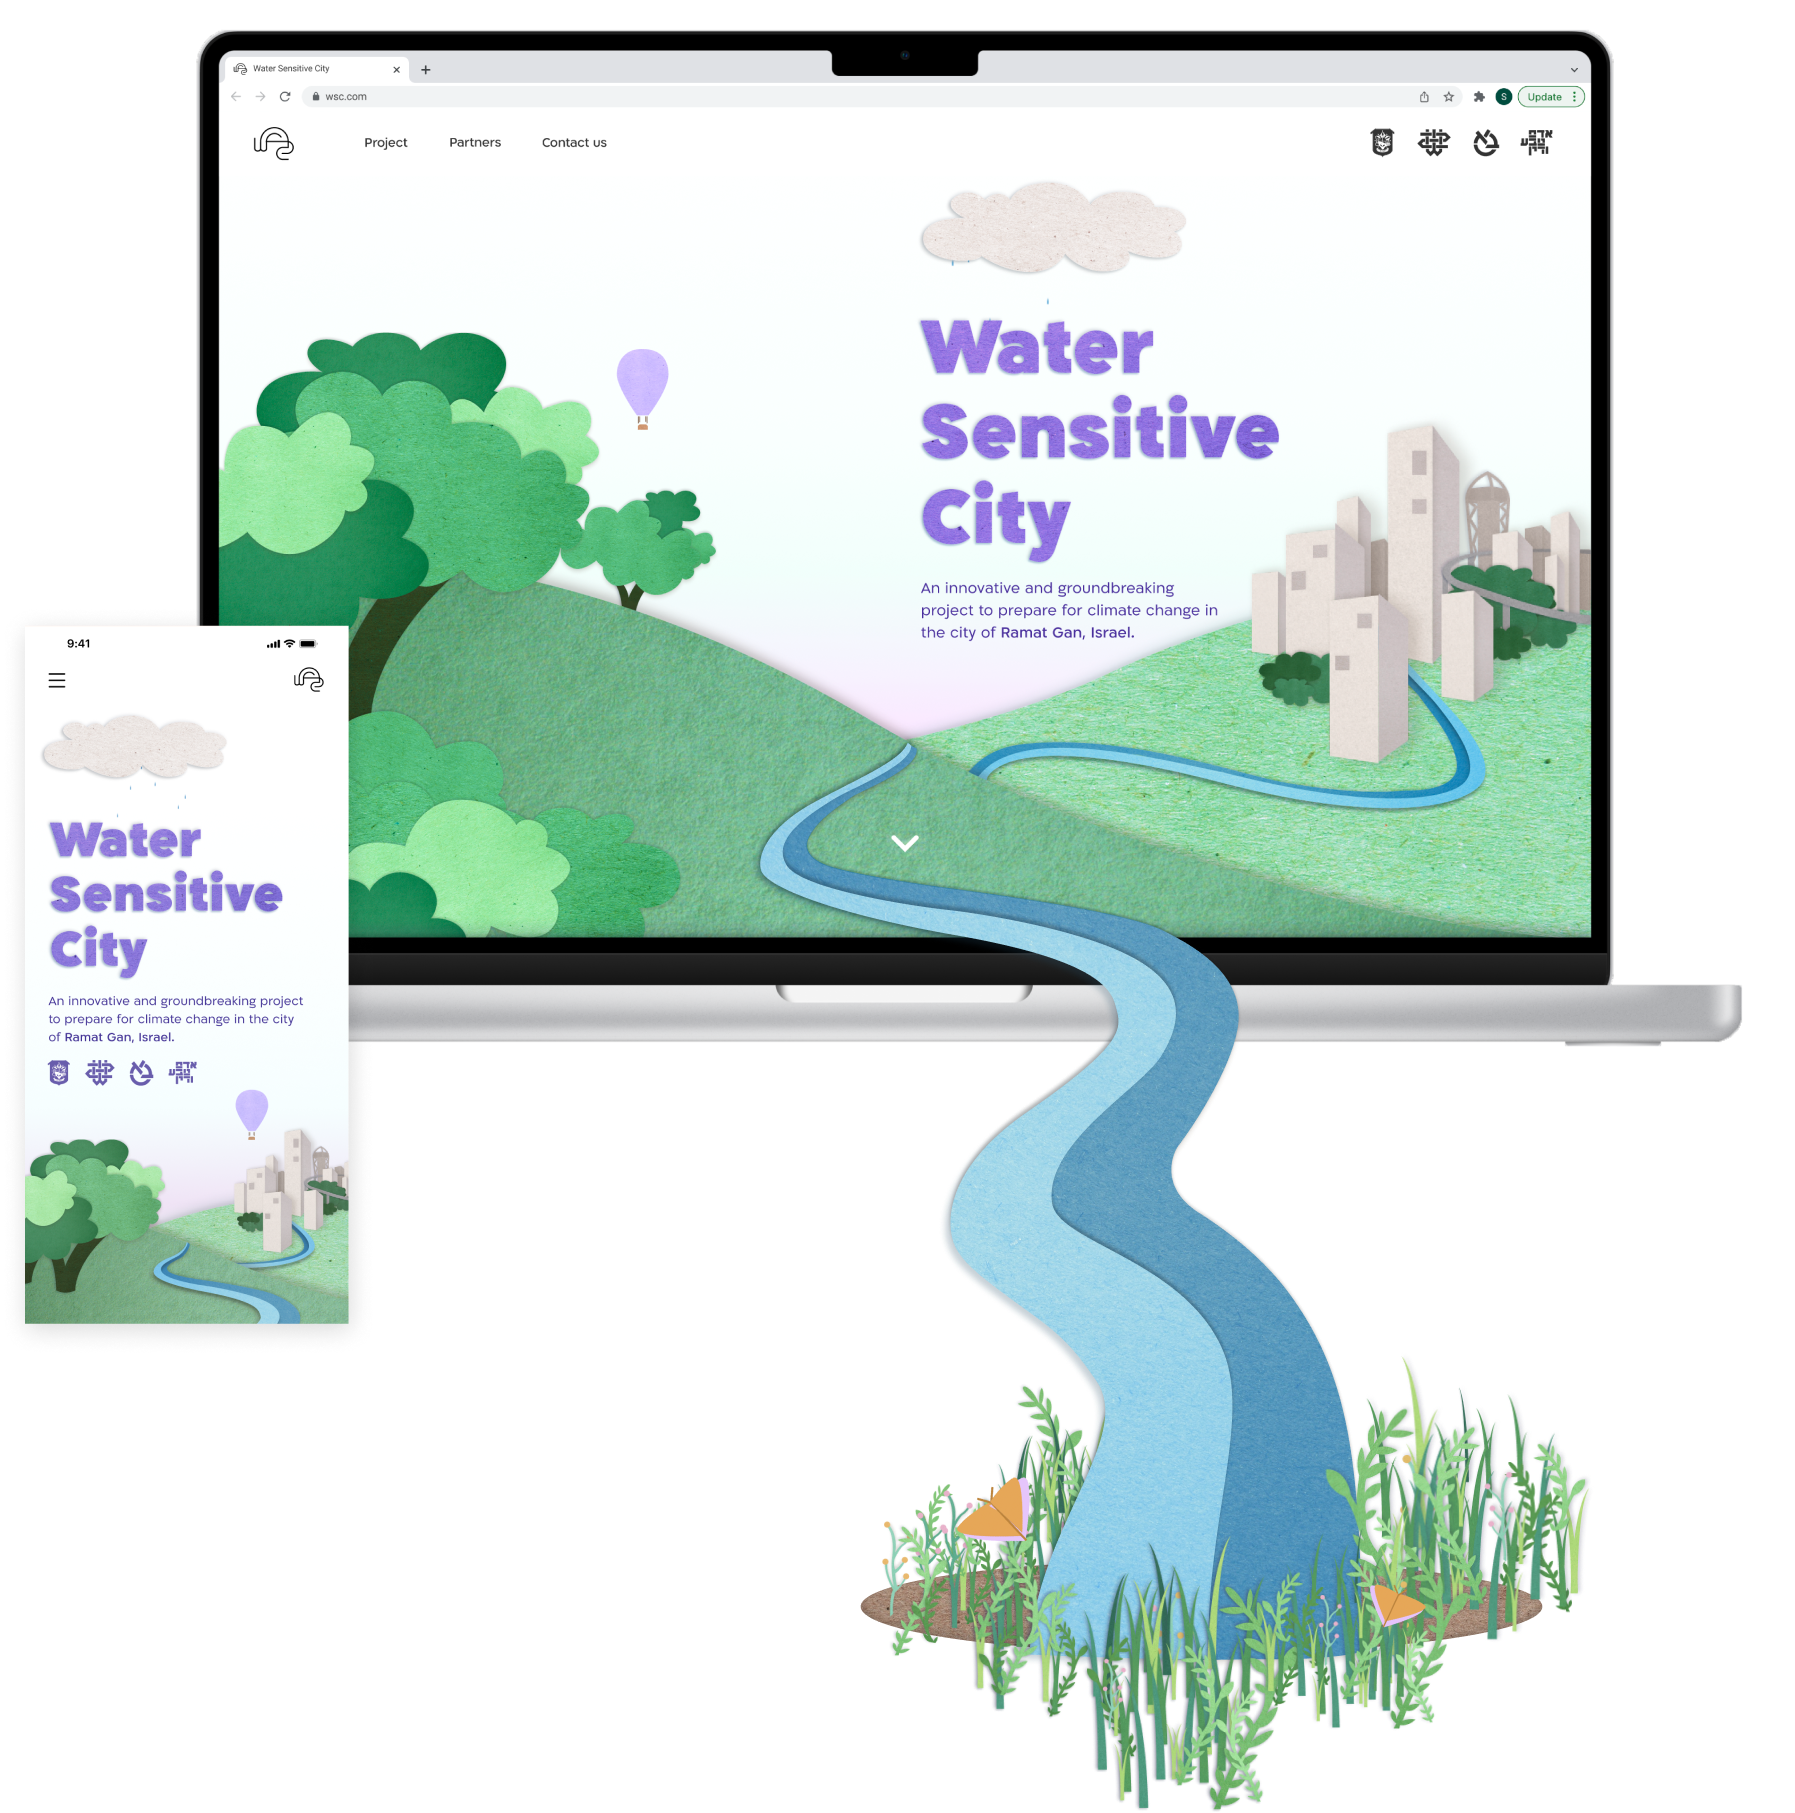 Water Sensitive City
wsc.com
S
Update
Project
Partners
Contact us
Water
Sensitive
City
An innovative and groundbreaking
project to prepare for climate change in
the city of Ramat Gan, Israel.
9:41
Water
Sensitive
City
An innovative and groundbreaking project
to prepare for climate change in the city
of Ramat Gan, Israel.